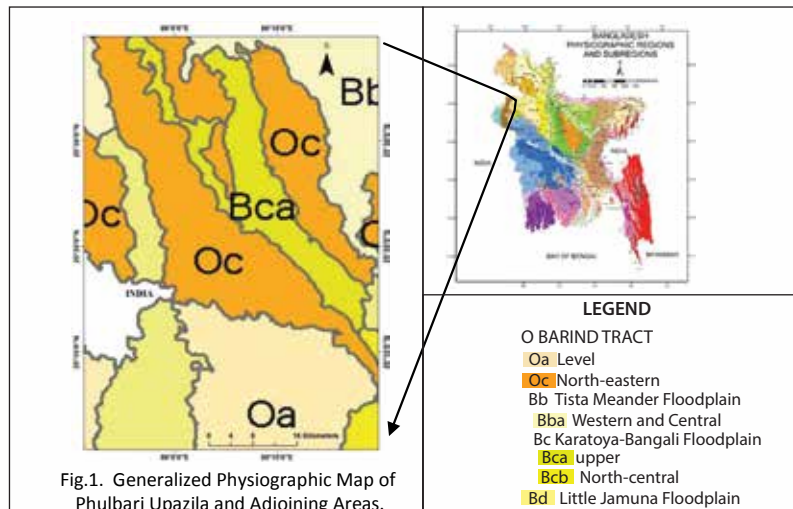 Bb
Oc
Bca
Oc
Oc
INDIA
Oa
Fig.1. Generalized Physiographic Map of
Phulbari Upazila and Adjoining Areas.
BANGLADESH
PHYSIOGRAPHIC REGIONS
AND SUBREGIONS
INDIA
INDIA
BAY OF BENGAL
MYANMAR
LEGEND
O BARIND TRACT
Oa Level
Oc North-eastern
Bb Tista Meander Floodplain
Bba Western and Central
Bc Karatoya-Bangali Floodplain
Bca upper
Bcb North-central
Bd Little Jamuna Floodplain